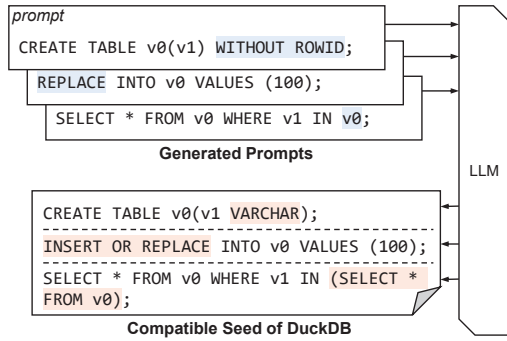 prompt
CREATE TABLE v0(v1) WITHOUT ROWID;
REPLACE INTO v0 VALUES (100);
SELECT * FROM v0 WHERE v1 IN v0;
Generated Prompts
LLM
CREATE TABLE v0(v1 VARCHAR);
INSERT OR REPLACE INTO v0 VALUES (100);
SELECT * FROM v0 WHERE v1 IN (SELECT *
FROM v0);
Compatible Seed of DuckDB